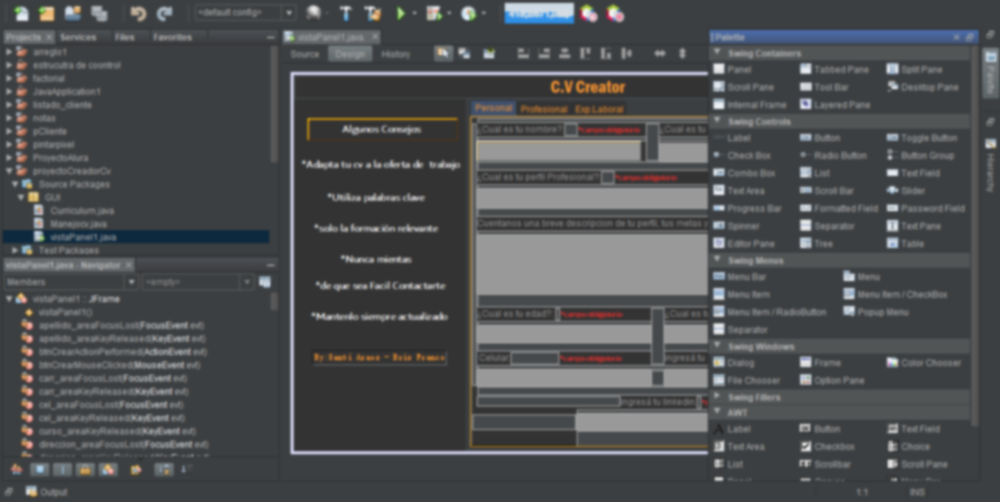 <default config>
Projects × Services Files Favorites
arreglo1
estrucutra de coontrol
factorial
JavaApplication1
listado_cliente
notas
pCliente
pintarpixel
ProyectoAlura
proyectoCreadorCv
Source Packages
GUI
Curriculum.java
Manejocv.java
vistaPanel1.java
Test Packages
vistaPanel1.java - Navigator ×
Members <empty>
vistaPanel1 :: JFrame
vistaPanel1()
apellido_areaFocusLost(FocusEvent evt)
apellido_areaKeyReleased(KeyEvent evt)
btnCrearActionPerformed(ActionEvent evt)
btnCrearMouseClicked(MouseEvent evt)
carr_areaFocusLost(FocusEvent evt)
carr_areaKeyReleased(KeyEvent evt)
cel_areaFocusLost(FocusEvent evt)
cel_areaKeyReleased(KeyEvent evt)
curso_areaKeyReleased(KeyEvent evt)
direccion_areaFocusLost(FocusEvent evt)
Output
vistaPanel1.java ×
Source Design History
C.V Creator
Algunos Consejos
*Adapta tu cv a la oferta de trabajo
*Utiliza palabras clave
*solo la formación relevante
*Nunca mientas
*de que sea Facil Contactarte
*Mantenlo siempre actualizado
Personal Profesional Exp.Laboral
¿Cual es tu nombre? *campo obligatorio ¿Cual es tu
¿Cual es tu perfil Profesional? *campo obligatorio
Cuentanos una breve descripcion de tu perfil, tus metas y
¿Cual es tu edad? *campo obligatorio ¿Cual es t
Celular *campo obligatorio ingresá tu
ingresá tu linkedin
Palette
Swing Containers
Panel Tabbed Pane Split Pane
Scroll Pane Tool Bar Desktop Pane
Internal Frame Layered Pane
Swing Controls
Label Button Toggle Button
Check Box Radio Button Button Group
Combo Box List Text Field
Text Area Scroll Bar Slider
Progress Bar Formatted Field Password Field
Spinner Separator Text Pane
Editor Pane Tree Table
Swing Menus
Menu Bar Menu
Menu Item Menu Item / CheckBox
Menu Item / RadioButton Popup Menu
Separator
Swing Windows
Dialog Frame Color Chooser
File Chooser Option Pane
Swing Fillers
AWT
Label Button Text Field
Text Area Checkbox Choice
List Scrollbar Scroll Pane
Palette
Hierarchy
1:1 INS